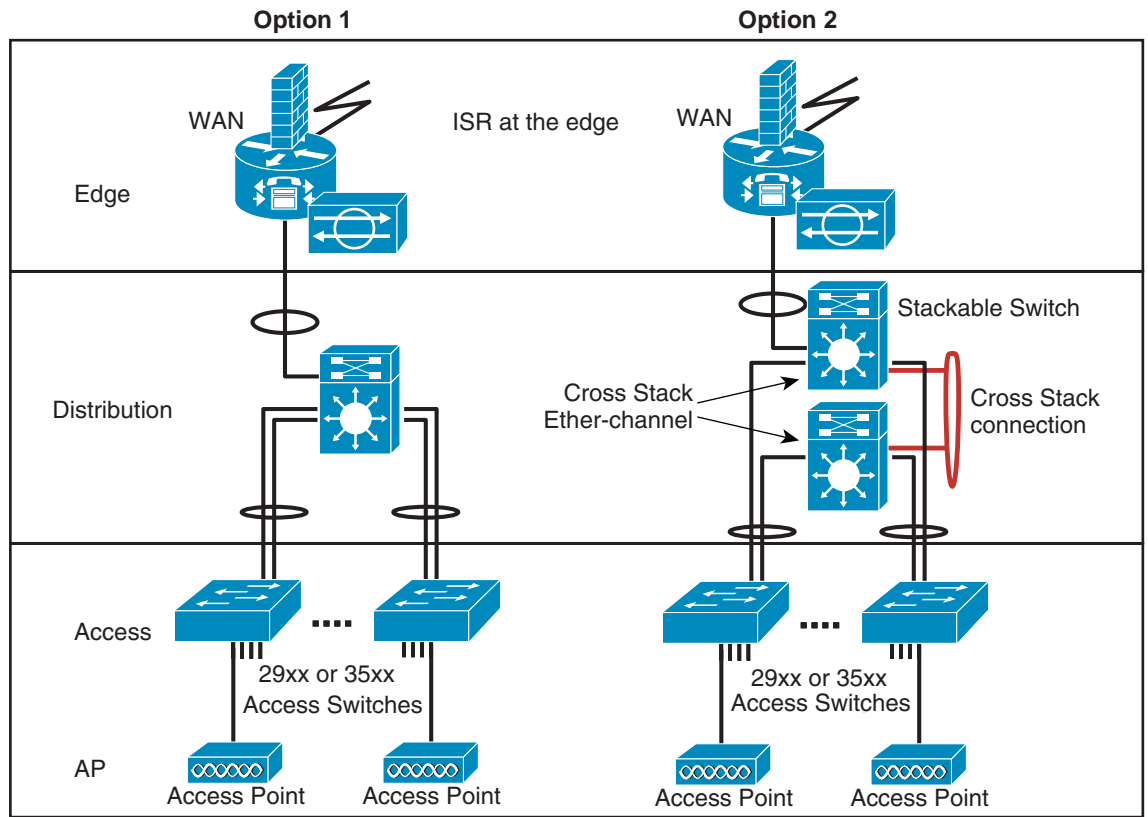 Option 1
Option 2
WAN
ISR at the edge
WAN
Edge
Stackable Switch
Distribution
Cross Stack
Ether-channel
Cross Stack
connection
Access
29xx or 35xx
Access Switches
29xx or 35xx
Access Switches
AP
Access Point
Access Point
Access Point
Access Point